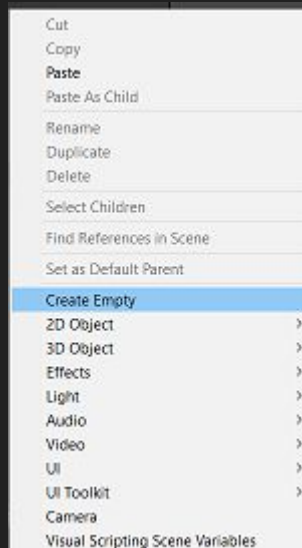 Cut
Copy
Paste
Paste As Child
Rename
Duplicate
Delete
Select Children
Find References in Scene
Set as Default Parent
Create Empty
2D Object
3D Object
Effects
Light
Audio
Video
UI
UI Toolkit
Camera
Visual Scripting Scene Variables